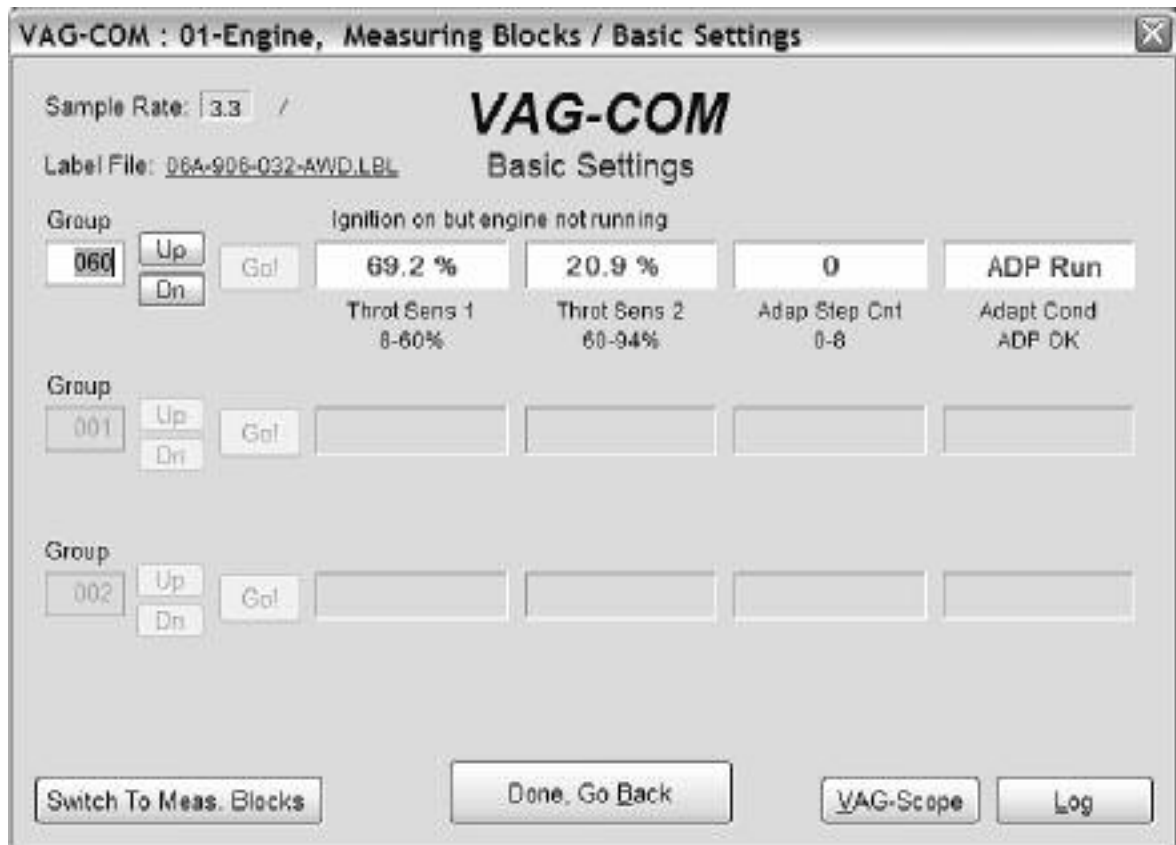 VAG-COM : 01-Engine, Measuring Blocks / Basic Settings
Sample Rate: 3.3 /
VAG-COM
Label File: 06A-906-032-AWD.LBL
Basic Settings
Group
Ignition on but engine not running
060
Up
Dn
Go!
69.2 %
20.9 %
0
ADP Run
Throt Sens 1
Throt Sens 2
Adap Step Cnt
Adapt Cond
8-60%
60-94%
0-8
ADP OK
Group
001
Up
Dn
Go!
Group
002
Up
Dn
Go!
Switch To Meas. Blocks
Done, Go Back
VAG-Scope
Log